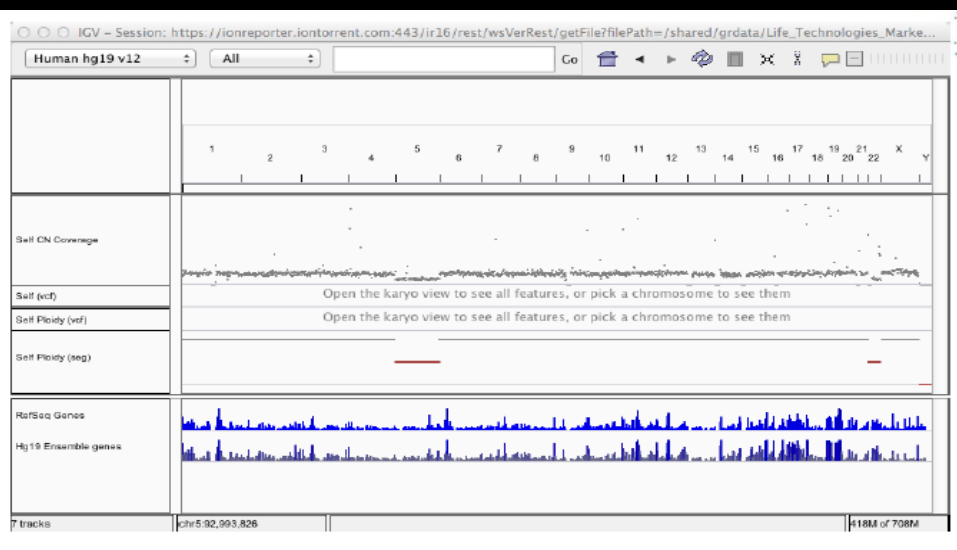 IGV – Session: https://ionreporter.iontorrent.com:443/ir16/rest/wsVerRest/getFile?filePath=/shared/grdata/Life_Technologies_Marke...
Human hg19 v12 All Go
1 2 3 4 5 6 7 8 9 10 11 12 13 14 15 16 17 18 19 20 21 22 X Y
Self CN Coverage
Self (vcf) Open the karyo view to see all features, or pick a chromosome to see them
Self Ploidy (vcf) Open the karyo view to see all features, or pick a chromosome to see them
Self Ploidy (seg)
RefSeq Genes
Hg19 Ensemble genes
7 tracks chr5:92,993,826 418M of 708M